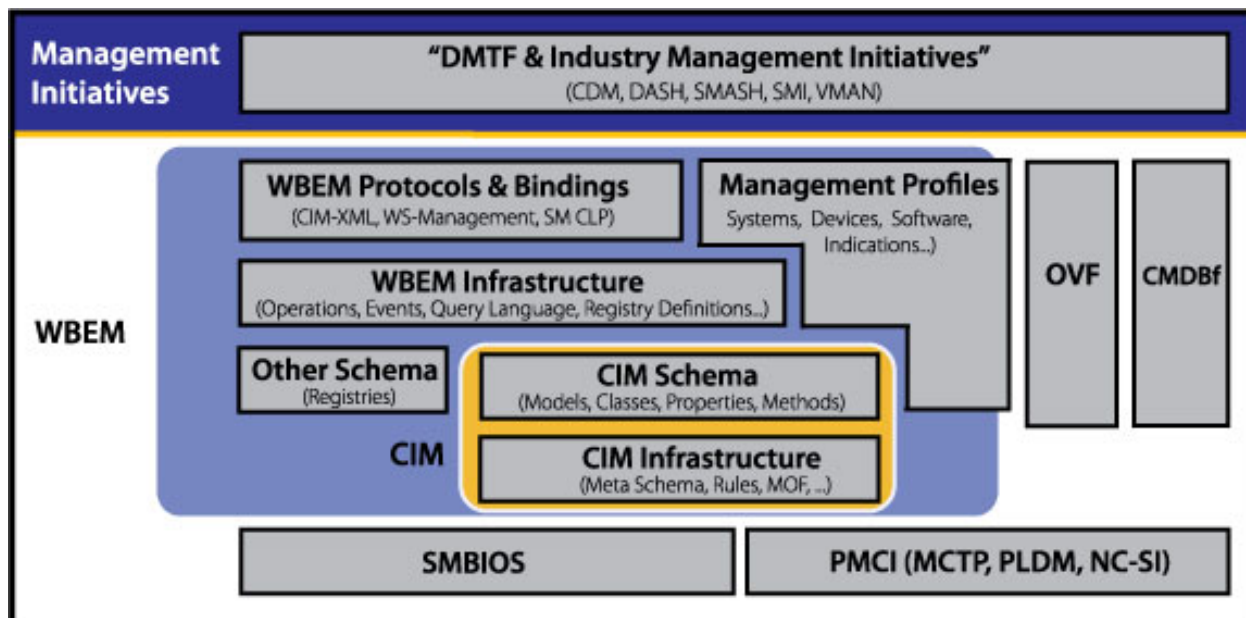 Management
Initiatives
“DMTF & Industry Management Initiatives”
(CDM, DASH, SMASH, SMI, VMAN)
WBEM
WBEM Protocols & Bindings
(CIM-XML, WS-Management, SM CLP)
Management Profiles
Systems, Devices, Software,
Indications...)
OVF
CMDBf
WBEM Infrastructure
(Operations, Events, Query Language, Registry Definitions...)
Other Schema
(Registries)
CIM Schema
(Models, Classes, Properties, Methods)
CIM
CIM Infrastructure
(Meta Schema, Rules, MOF, ...)
SMBIOS
PMCI (MCTP, PLDM, NC-SI)